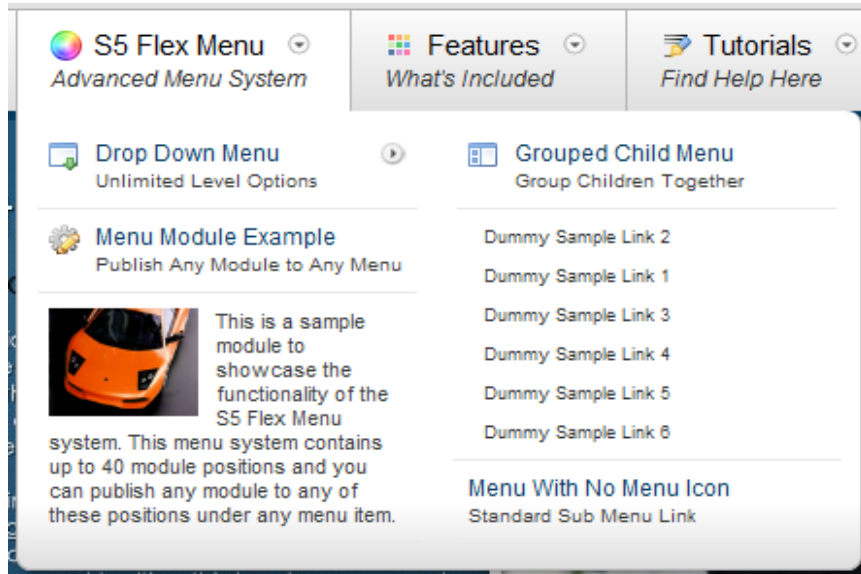 S5 Flex Menu
Advanced Menu System
Features
What's Included
Tutorials
Find Help Here
Drop Down Menu
Unlimited Level Options
Menu Module Example
Publish Any Module to Any Menu
This is a sample
module to
showcase the
functionality of the
S5 Flex Menu
system. This menu system contains
up to 40 module positions and you
can publish any module to any of
these positions under any menu item.
Grouped Child Menu
Group Children Together
Dummy Sample Link 2
Dummy Sample Link 1
Dummy Sample Link 3
Dummy Sample Link 4
Dummy Sample Link 5
Dummy Sample Link 6
Menu With No Menu Icon
Standard Sub Menu Link